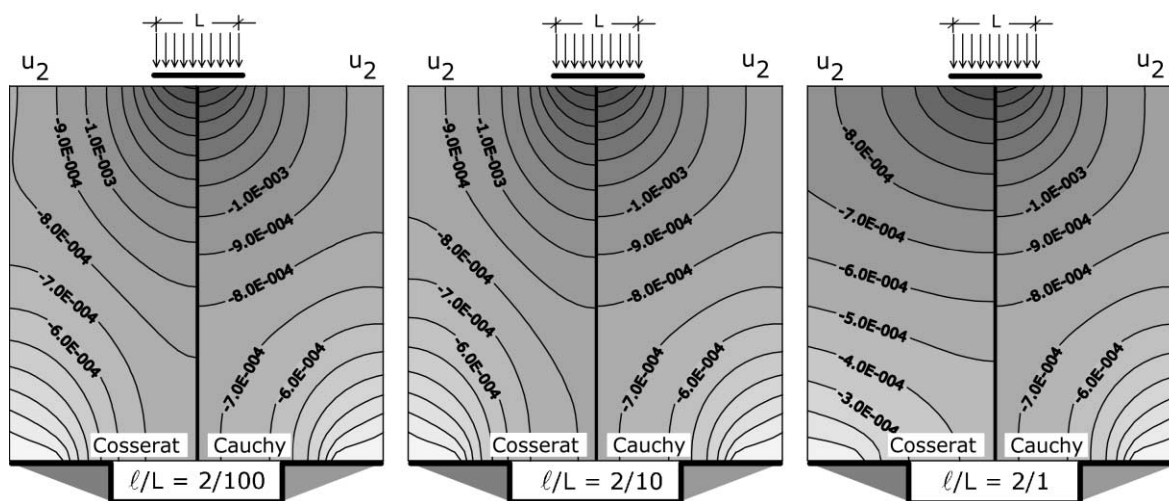 L
u2
u2
-9.0E-004
-1.0E-003
-8.0E-004
-7.0E-004
-6.0E-004
-1.0E-003
-9.0E-004
-8.0E-004
-7.0E-004
-6.0E-004
Cosserat
Cauchy
ℓ/L = 2/100
L
u2
u2
-9.0E-004
-1.0E-003
-8.0E-004
-7.0E-004
-6.0E-004
-1.0E-003
-9.0E-004
-8.0E-004
-7.0E-004
-6.0E-004
Cosserat
Cauchy
ℓ/L = 2/10
L
u2
u2
-8.0E-004
-7.0E-004
-6.0E-004
-5.0E-004
-4.0E-004
-3.0E-004
-1.0E-003
-9.0E-004
-8.0E-004
-7.0E-004
-6.0E-004
Cosserat
Cauchy
ℓ/L = 2/1